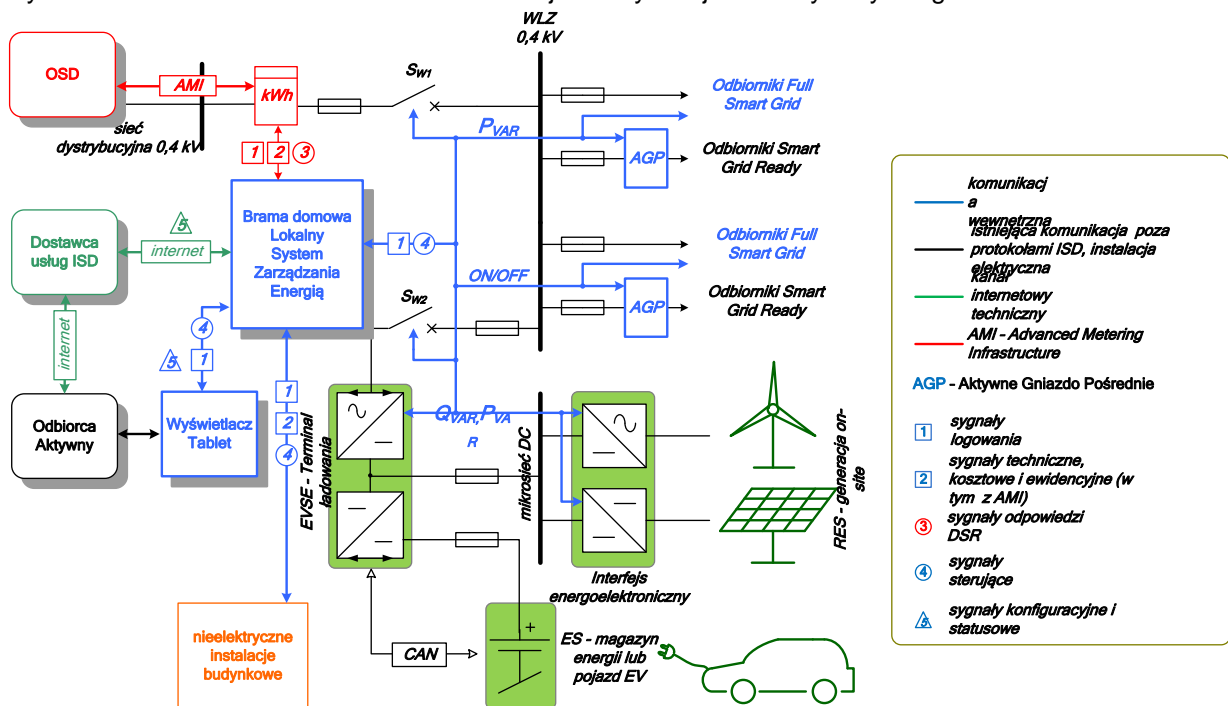 WLZ
0,4 kV
OSD
AMI
kWh
SW1
sieć
dystrybucyjna 0,4 kV
1 2 3
PVAR
Odbiorniki Full
Smart Grid
AGP
Odbiorniki Smart
Grid Ready
Brama domowa
Lokalny
System
Zarządzania
Energią
Dostawca
usług ISD
5
internet
1 4
Odbiorniki Full
Smart Grid
ON/OFF
AGP
Odbiorniki Smart
Grid Ready
SW2
internet
4
5
1
Odbiorca
Aktywny
Wyświetlacz
Tablet
1
2
4
EVSE - Terminal
ładowania
QVAR,PVA
R
mikrosieć DC
RES - generacja on-
site
Interfejs
energoelektroniczny
nieelektryczne
instalacje
budynkowe
CAN
+
ES - magazyn
energii lub
pojazd EV
komunikacj
a
wewnętrzna
istniejąca komunikacja poza
protokołami ISD, instalacja
elektryczna
kanał
internetowy
techniczny
AMI - Advanced Metering
Infrastructure
AGP - Aktywne Gniazdo Pośrednie
1 sygnały
logowania
2 sygnały techniczne,
kosztowe i ewidencyjne (w
tym z AMI)
3 sygnały odpowiedzi
DSR
4 sygnały
sterujące
5 sygnały konfiguracyjne i
statusowe